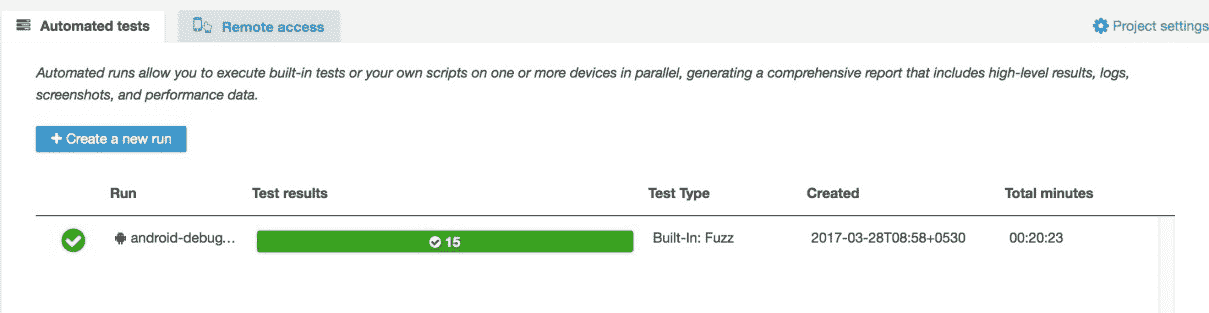 Automated tests
Remote access
Project settings
Automated runs allow you to execute built-in tests or your own scripts on one or more devices in parallel, generating a comprehensive report that includes high-level results, logs,
screenshots, and performance data.
+ Create a new run
Run Test results Test Type Created Total minutes
android-debug... 15 Built-In: Fuzz 2017-03-28T08:58+0530 00:20:23